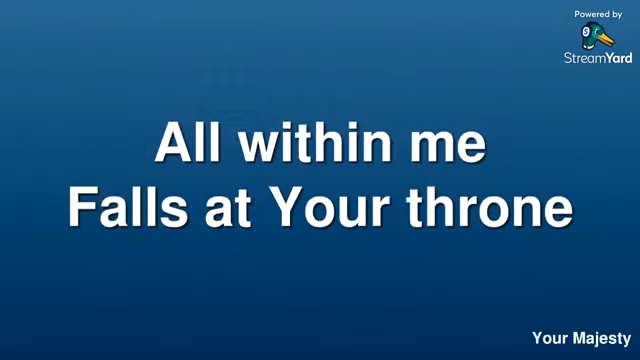 Powered by
StreamYard
All within me
Falls at Your throne
Your Majesty